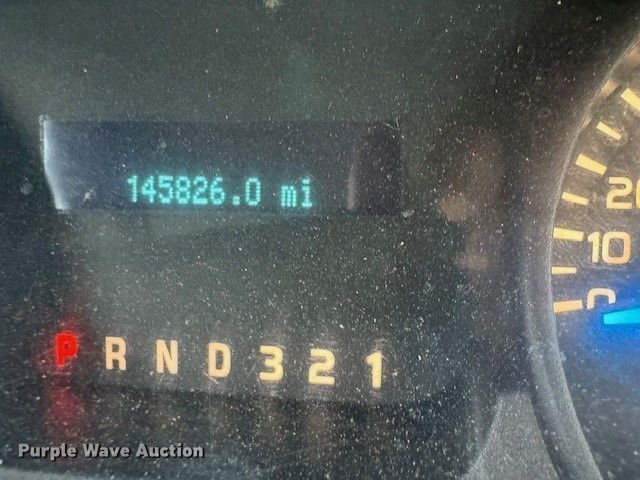 145826.0 mi
20
10
0
P R N D 3 2 1
Purple Wave Auction